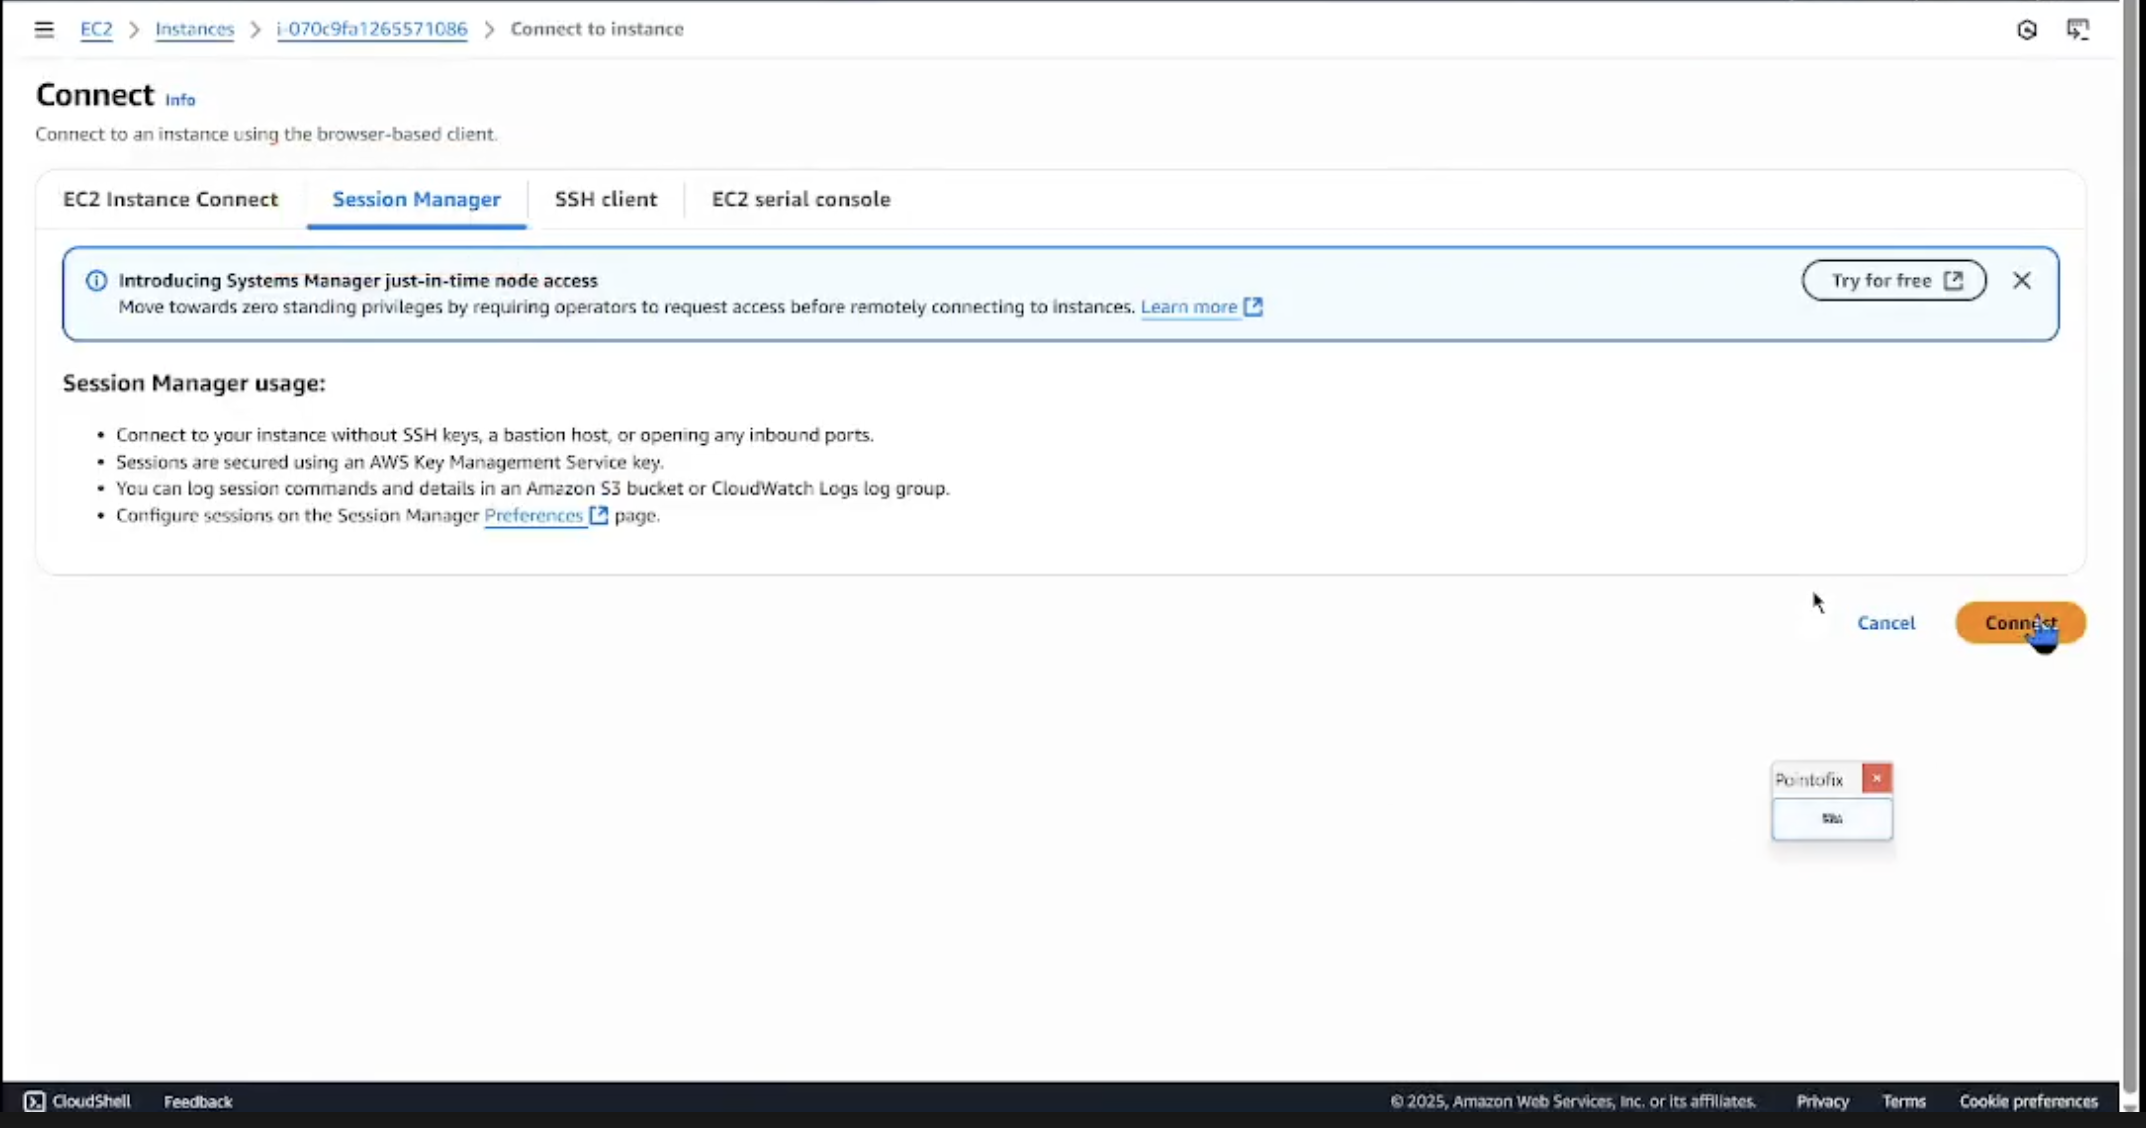 EC2 > Instances > i-070c9fa1265571086 > Connect to instance
Connect Info
Connect to an instance using the browser-based client.
EC2 Instance Connect Session Manager SSH client EC2 serial console
Introducing Systems Manager just-in-time node access
Move towards zero standing privileges by requiring operators to request access before remotely connecting to instances. Learn more
Try for free
Session Manager usage:
• Connect to your instance without SSH keys, a bastion host, or opening any inbound ports.
• Sessions are secured using an AWS Key Management Service key.
• You can log session commands and details in an Amazon S3 bucket or CloudWatch Logs log group.
• Configure sessions on the Session Manager Preferences page.
Cancel Connect
Pointofix
CloudShell Feedback © 2025, Amazon Web Services, Inc. or its affiliates. Privacy Terms Cookie preferences